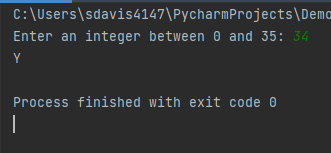 C:\Users\sdavis4147\PycharmProjects\Demo
Enter an integer between 0 and 35: 34
Y
Process finished with exit code 0